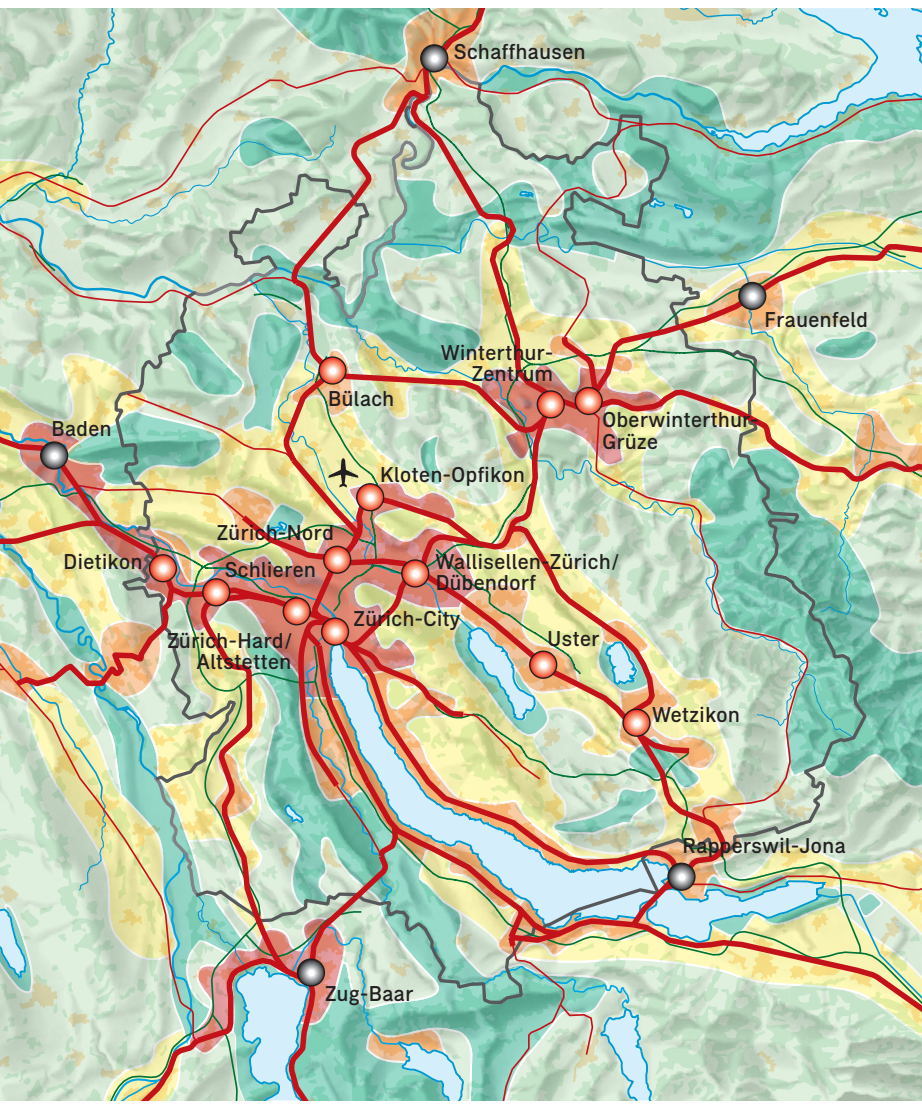 Schaffhausen
Frauenfeld
Winterthur-
Zentrum
Bülach
Oberwinterthur-
Grüze
Baden
Kloten-Opfikon
Zürich-Nord
Dietikon
Schlieren
Wallisellen-Zürich/
Dübendorf
Zürich-City
Zürich-Hard/
Altstetten
Uster
Wetzikon
Rapperswil-Jona
Zug-Baar